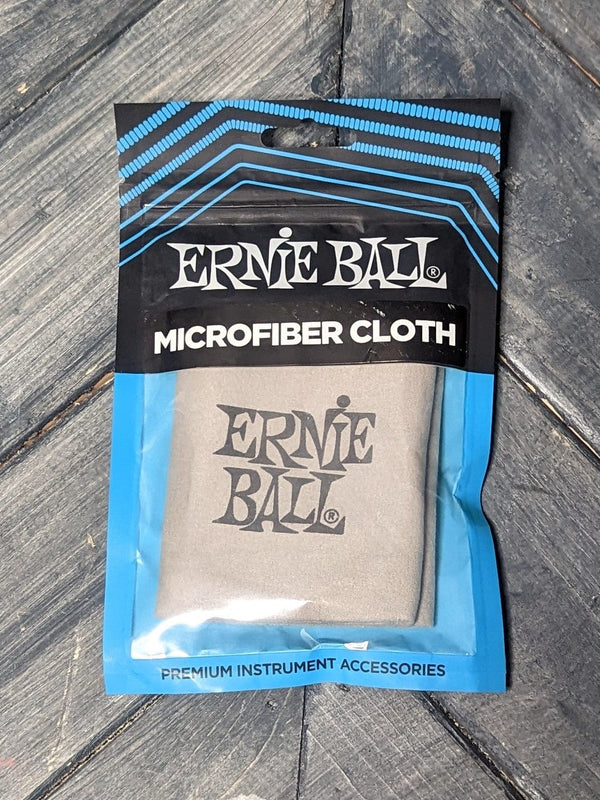 ERNIE BALL®
MICROFIBER CLOTH
ERNIE
BALL®
PREMIUM INSTRUMENT ACCESSORIES